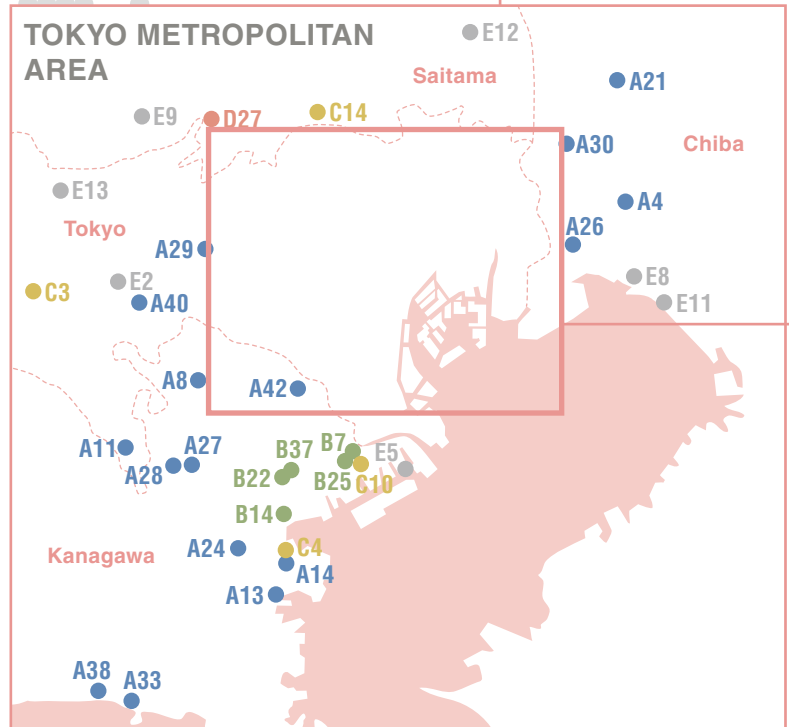 TOKYO METROPOLITAN
AREA
E12
Saitama
A21
E9
D27
C14
A30
Chiba
E13
A4
Tokyo
A26
A29
E2
E8
C3
A40
E11
A8
A42
A11
A27
B37
B7
E5
A28
B22
B25
C10
B14
A24
C4
Kanagawa
A14
A13
A38
A33